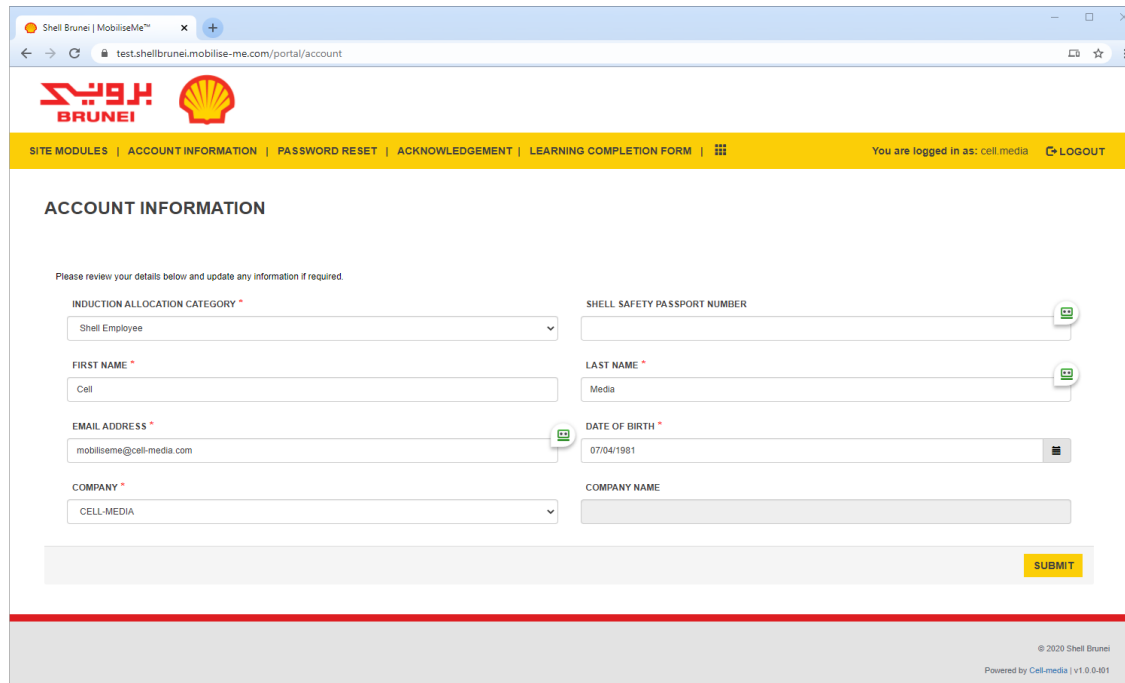 Shell Brunei | MobiliseMe™
test.shellbrunei.mobilise-me.com/portal/account
بروني
BRUNEI
SITE MODULES | ACCOUNT INFORMATION | PASSWORD RESET | ACKNOWLEDGEMENT | LEARNING COMPLETION FORM | You are logged in as: cell.media LOGOUT
ACCOUNT INFORMATION
Please review your details below and update any information if required.
INDUCTION ALLOCATION CATEGORY * SHELL SAFETY PASSPORT NUMBER
Shell Employee
FIRST NAME * LAST NAME *
Cell Media
EMAIL ADDRESS * DATE OF BIRTH *
mobiliseme@cell-media.com 07/04/1981
COMPANY * COMPANY NAME
CELL-MEDIA
SUBMIT
© 2020 Shell Brunei
Powered by Cell-media | v1.0.0-t01